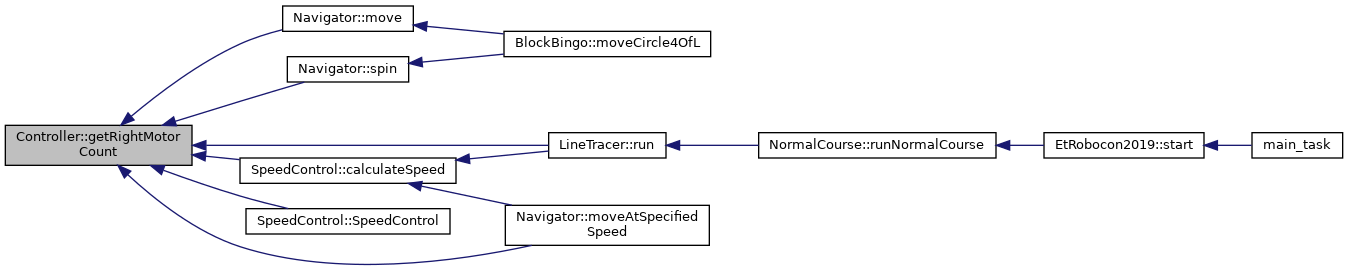 Navigator::move
BlockBingo::moveCircle4OfL
Navigator::spin
Controller::getRightMotor
Count
LineTracer::run
NormalCourse::runNormalCourse
EtRobocon2019::start
main_task
SpeedControl::calculateSpeed
SpeedControl::SpeedControl
Navigator::moveAtSpecified
Speed